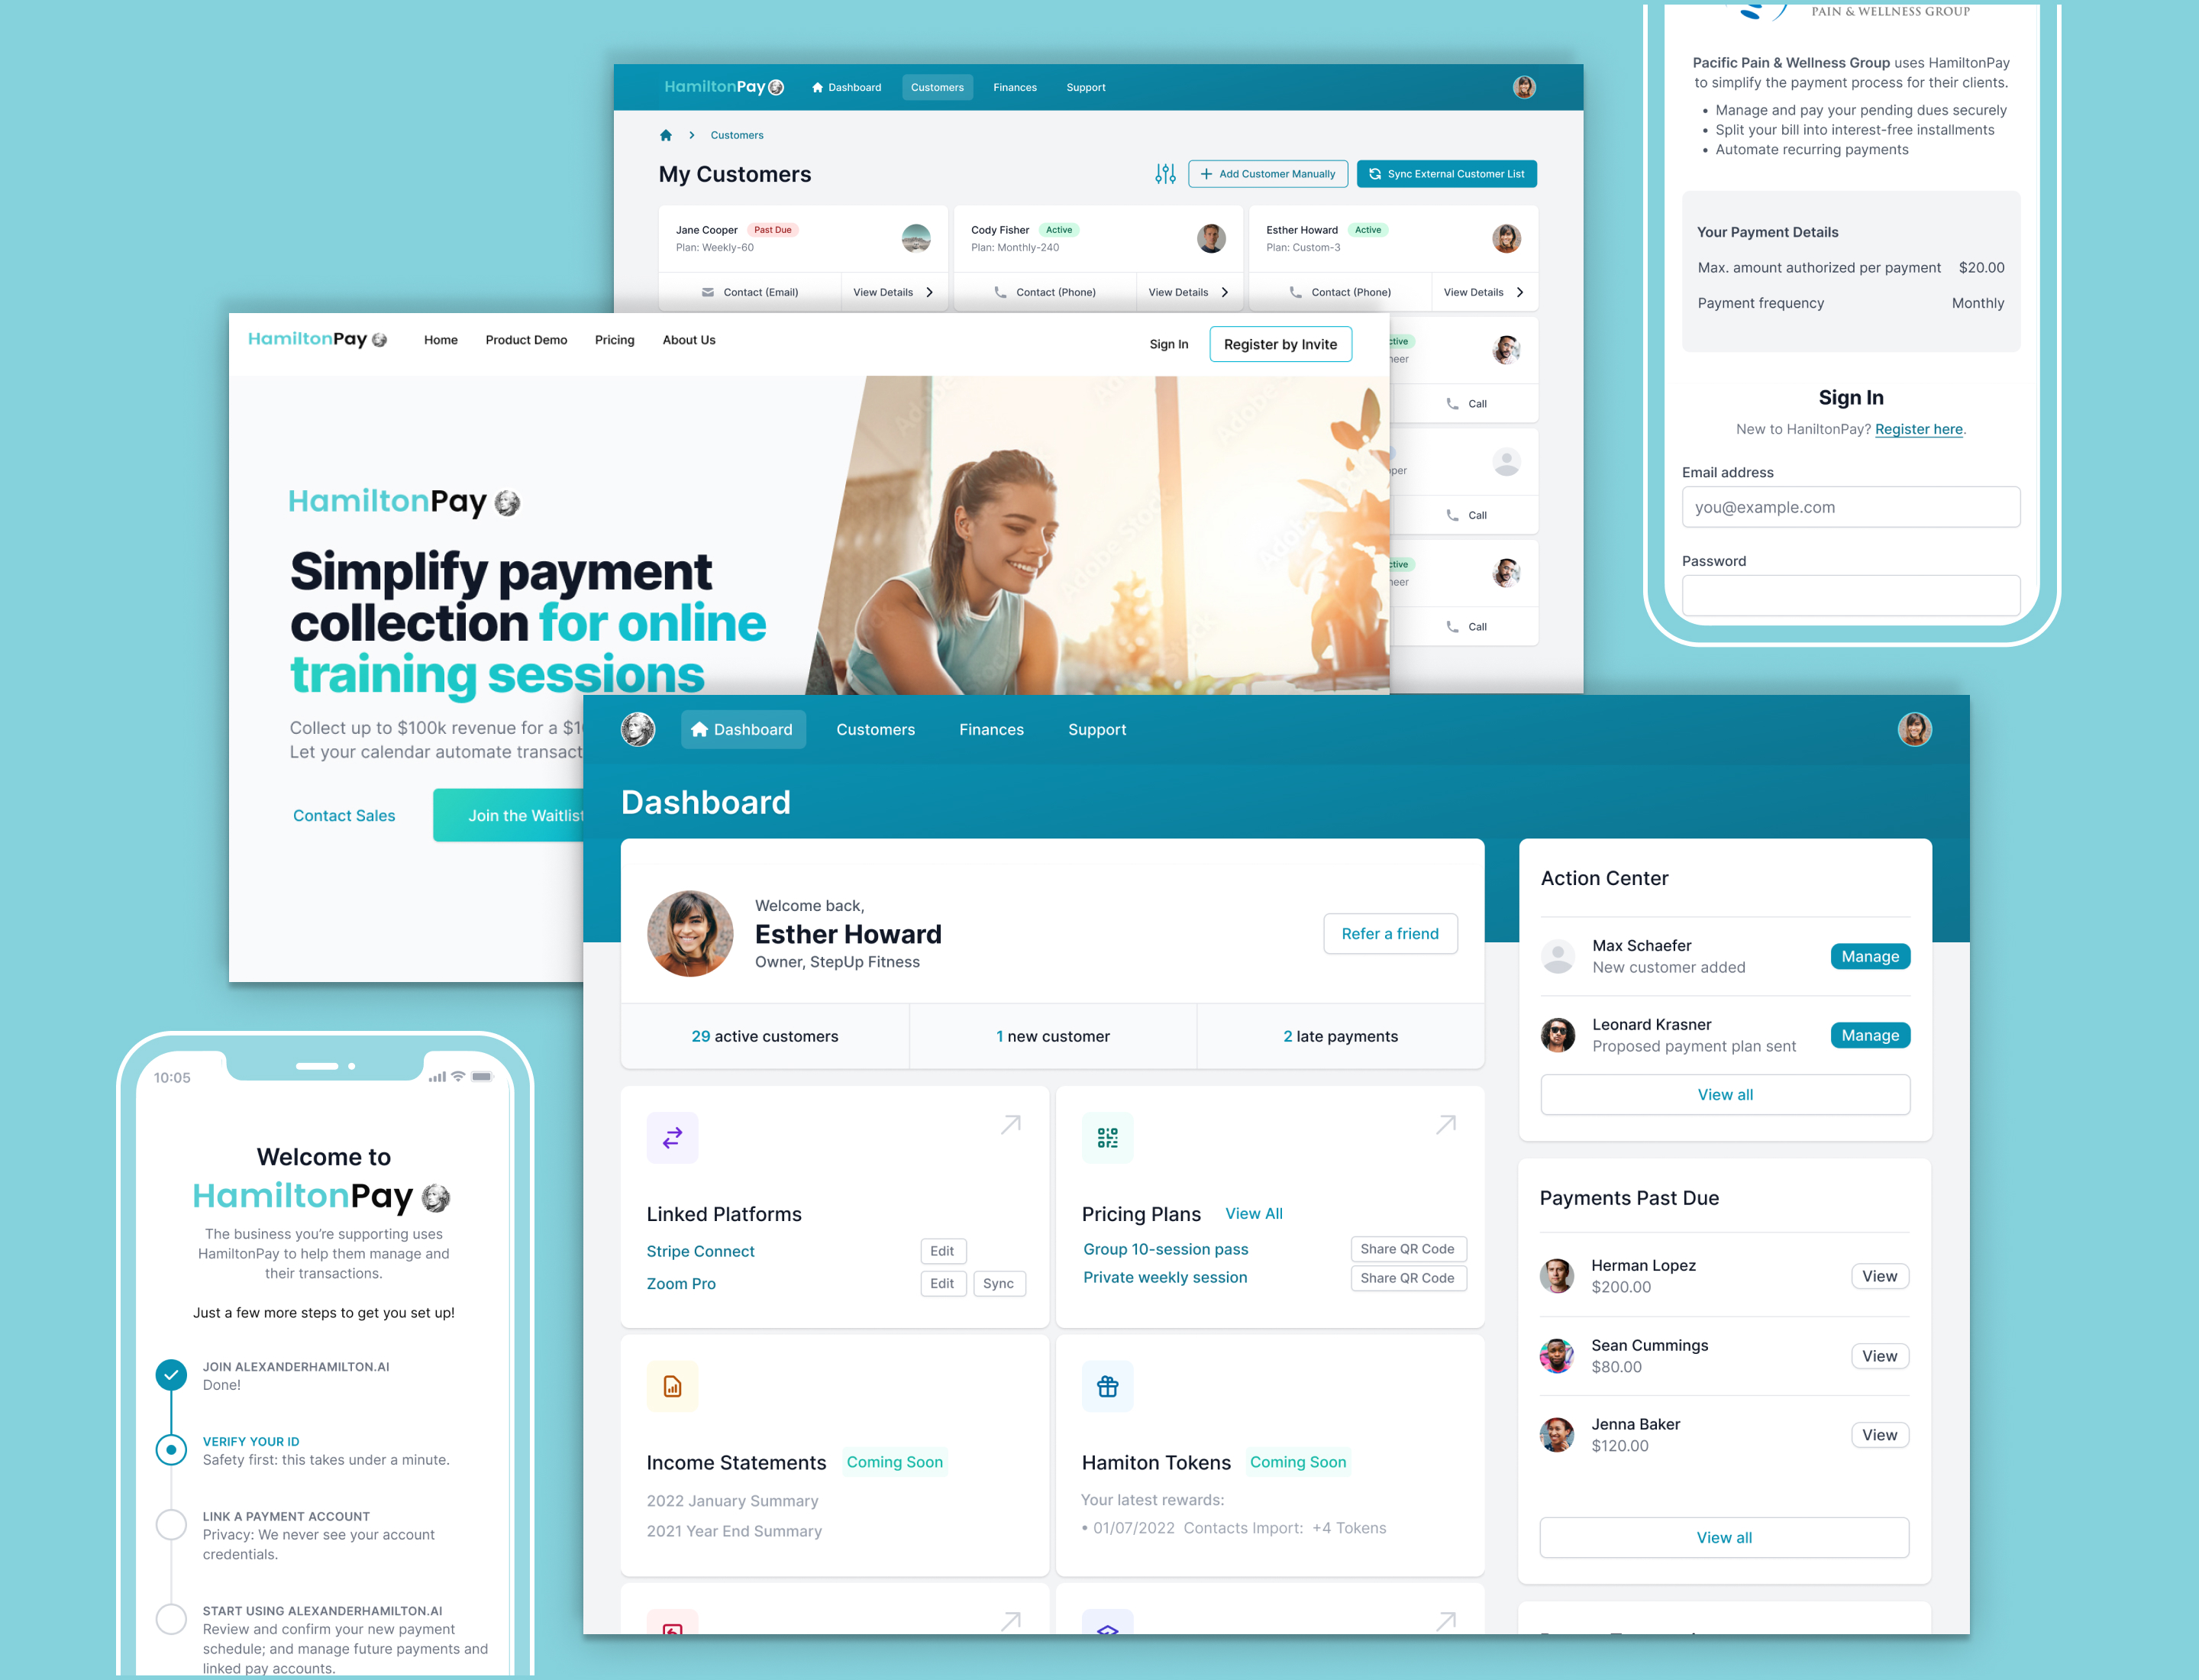 PAIN & WELLNESS GROUP
Pacific Pain & Wellness Group uses HamiltonPay
to simplify the payment process for their clients.
• Manage and pay your pending dues securely
• Split your bill into interest-free installments
• Automate recurring payments
Your Payment Details
Max. amount authorized per payment $20.00
Payment frequency Monthly
Sign In
New to HaniltonPay? Register here.
Email address
you@example.com
Password
HamiltonPay Dashboard Customers Finances Support
Customers
My Customers
Add Customer Manually
Sync External Customer List
Jane Cooper Past Due
Plan: Weekly-60
Contact (Email) View Details
Cody Fisher Active
Plan: Monthly-240
Contact (Phone) View Details
Esther Howard Active
Plan: Custom-3
Contact (Phone) View Details
Call
Call
Call
HamiltonPay Home Product Demo Pricing About Us Sign In Register by Invite
HamiltonPay
Simplify payment
collection for online
training sessions
Collect up to $100k revenue for a $1
Let your calendar automate transact
Contact Sales Join the Waitlist
Adobe Stock
Dashboard Customers Finances Support
Dashboard
Welcome back,
Esther Howard
Owner, StepUp Fitness
Refer a friend
29 active customers 1 new customer 2 late payments
Linked Platforms
Stripe Connect Edit
Zoom Pro Edit Sync
Pricing Plans View All
Group 10-session pass Share QR Code
Private weekly session Share QR Code
Income Statements Coming Soon
2022 January Summary
2021 Year End Summary
Hamiton Tokens Coming Soon
Your latest rewards:
• 01/07/2022 Contacts Import: +4 Tokens
Action Center
Max Schaefer
New customer added
Manage
Leonard Krasner
Proposed payment plan sent
Manage
View all
Payments Past Due
Herman Lopez
$200.00
View
Sean Cummings
$80.00
View
Jenna Baker
$120.00
View
View all
10:05
Welcome to
HamiltonPay
The business you're supporting uses
HamiltonPay to help them manage and
their transactions.
Just a few more steps to get you set up!
JOIN ALEXANDERHAMILTON.AI
Done!
VERIFY YOUR ID
Safety first: this takes under a minute.
LINK A PAYMENT ACCOUNT
Privacy: We never see your account
credentials.
START USING ALEXANDERHAMILTON.AI
Review and confirm your new payment
schedule; and manage future payments and
linked pay accounts.